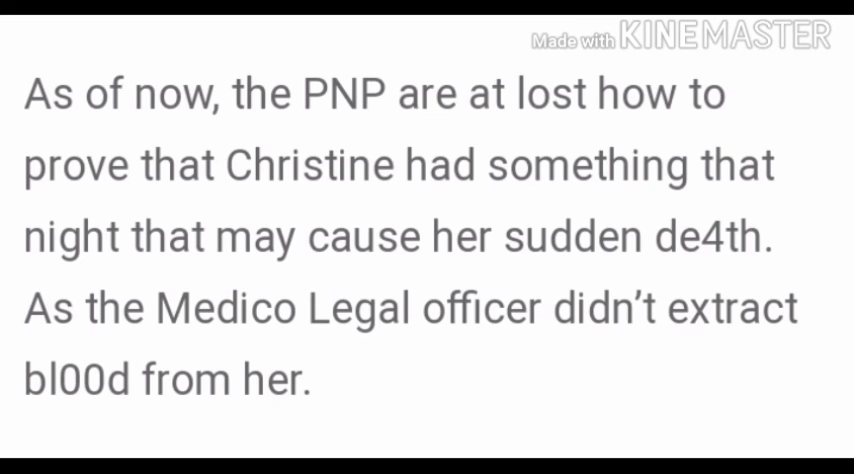 Made with KINEMASTER
As of now, the PNP are at lost how to
prove that Christine had something that
night that may cause her sudden de4th.
As the Medico Legal officer didn’t extract
bl00d from her.